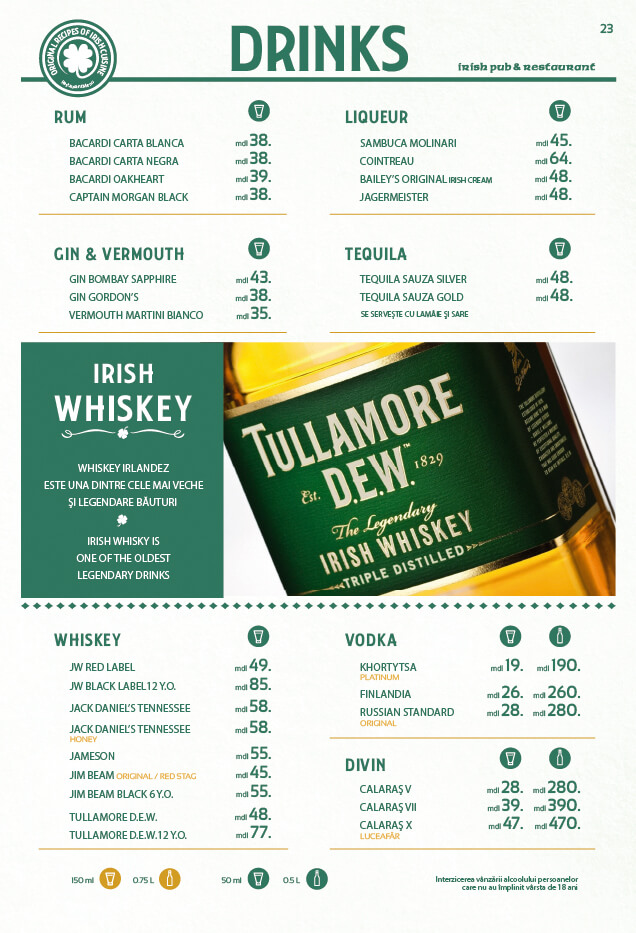 ORIGINAL RECIPES OF IRISH CUISINE
23
DRINKS
irish pub & restaurant
RUM
BACARDI CARTA BLANCA mdl 38.
BACARDI CARTA NEGRA mdl 38.
BACARDI OAKHEART mdl 39.
CAPTAIN MORGAN BLACK mdl 38.
LIQUEUR
SAMBUCA MOLINARI mdl 45.
COINTREAU mdl 64.
BAILEY'S ORIGINAL IRISH CREAM mdl 48.
JAGERMEISTER mdl 48.
GIN & VERMOUTH
GIN BOMBAY SAPPHIRE mdl 43.
GIN GORDON'S mdl 38.
VERMOUTH MARTINI BIANCO mdl 35.
TEQUILA
TEQUILA SAUZA SILVER mdl 48.
TEQUILA SAUZA GOLD mdl 48.
SE SERVEȘTE CU LAMÂIE ȘI SARE
IRISH
WHISKEY
WHISKEY IRLANDEZ
ESTE UNA DINTRE CELE MAI VECHE
ȘI LEGENDARE BĂUTURI
IRISH WHISKY IS
ONE OF THE OLDEST
LEGENDARY DRINKS
TULLAMORE
D.E.W.™
Est. 1829
The Legendary
IRISH WHISKEY
TRIPLE DISTILLED
WHISKEY
JW RED LABEL mdl 49.
JW BLACK LABEL12 Y.O. mdl 85.
JACK DANIEL'S TENNESSEE mdl 58.
JACK DANIEL'S TENNESSEE mdl 58.
HONEY
JAMESON mdl 55.
JIM BEAM ORIGINAL / RED STAG mdl 45.
JIM BEAM BLACK 6 Y.O. mdl 55.
TULLAMORE D.E.W. mdl 48.
TULLAMORE D.E.W.12 Y.O. mdl 77.
VODKA
KHORTYTSA mdl 19. mdl 190.
PLATINUM
FINLANDIA mdl 26. mdl 260.
RUSSIAN STANDARD mdl 28. mdl 280.
ORIGINAL
DIVIN
CALARAȘ V mdl 28. mdl 280.
CALARAȘ VII mdl 39. mdl 390.
CALARAȘ X mdl 47. mdl 470.
LUCEAFĂR
150 ml 0.75 L 50 ml 0.5 L
Interzicerea vânzării alcoolului persoanelor
care nu au împlinit vârsta de 18 ani